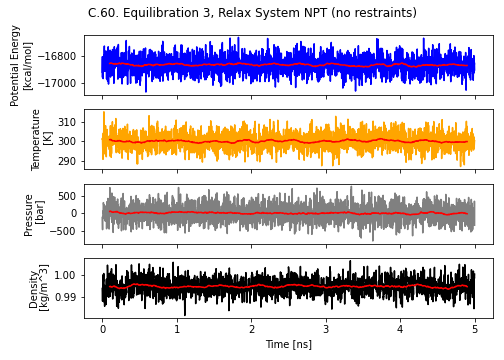 C.60. Equilibration 3, Relax System NPT (no restraints)
Potential Energy
[kcal/mol]
−16800
−17000
Temperature
[K]
310
300
290
Pressure
[bar]
500
0
−500
Density
[kg/m^3]
1.00
0.99
0 1 2 3 4 5
Time [ns]